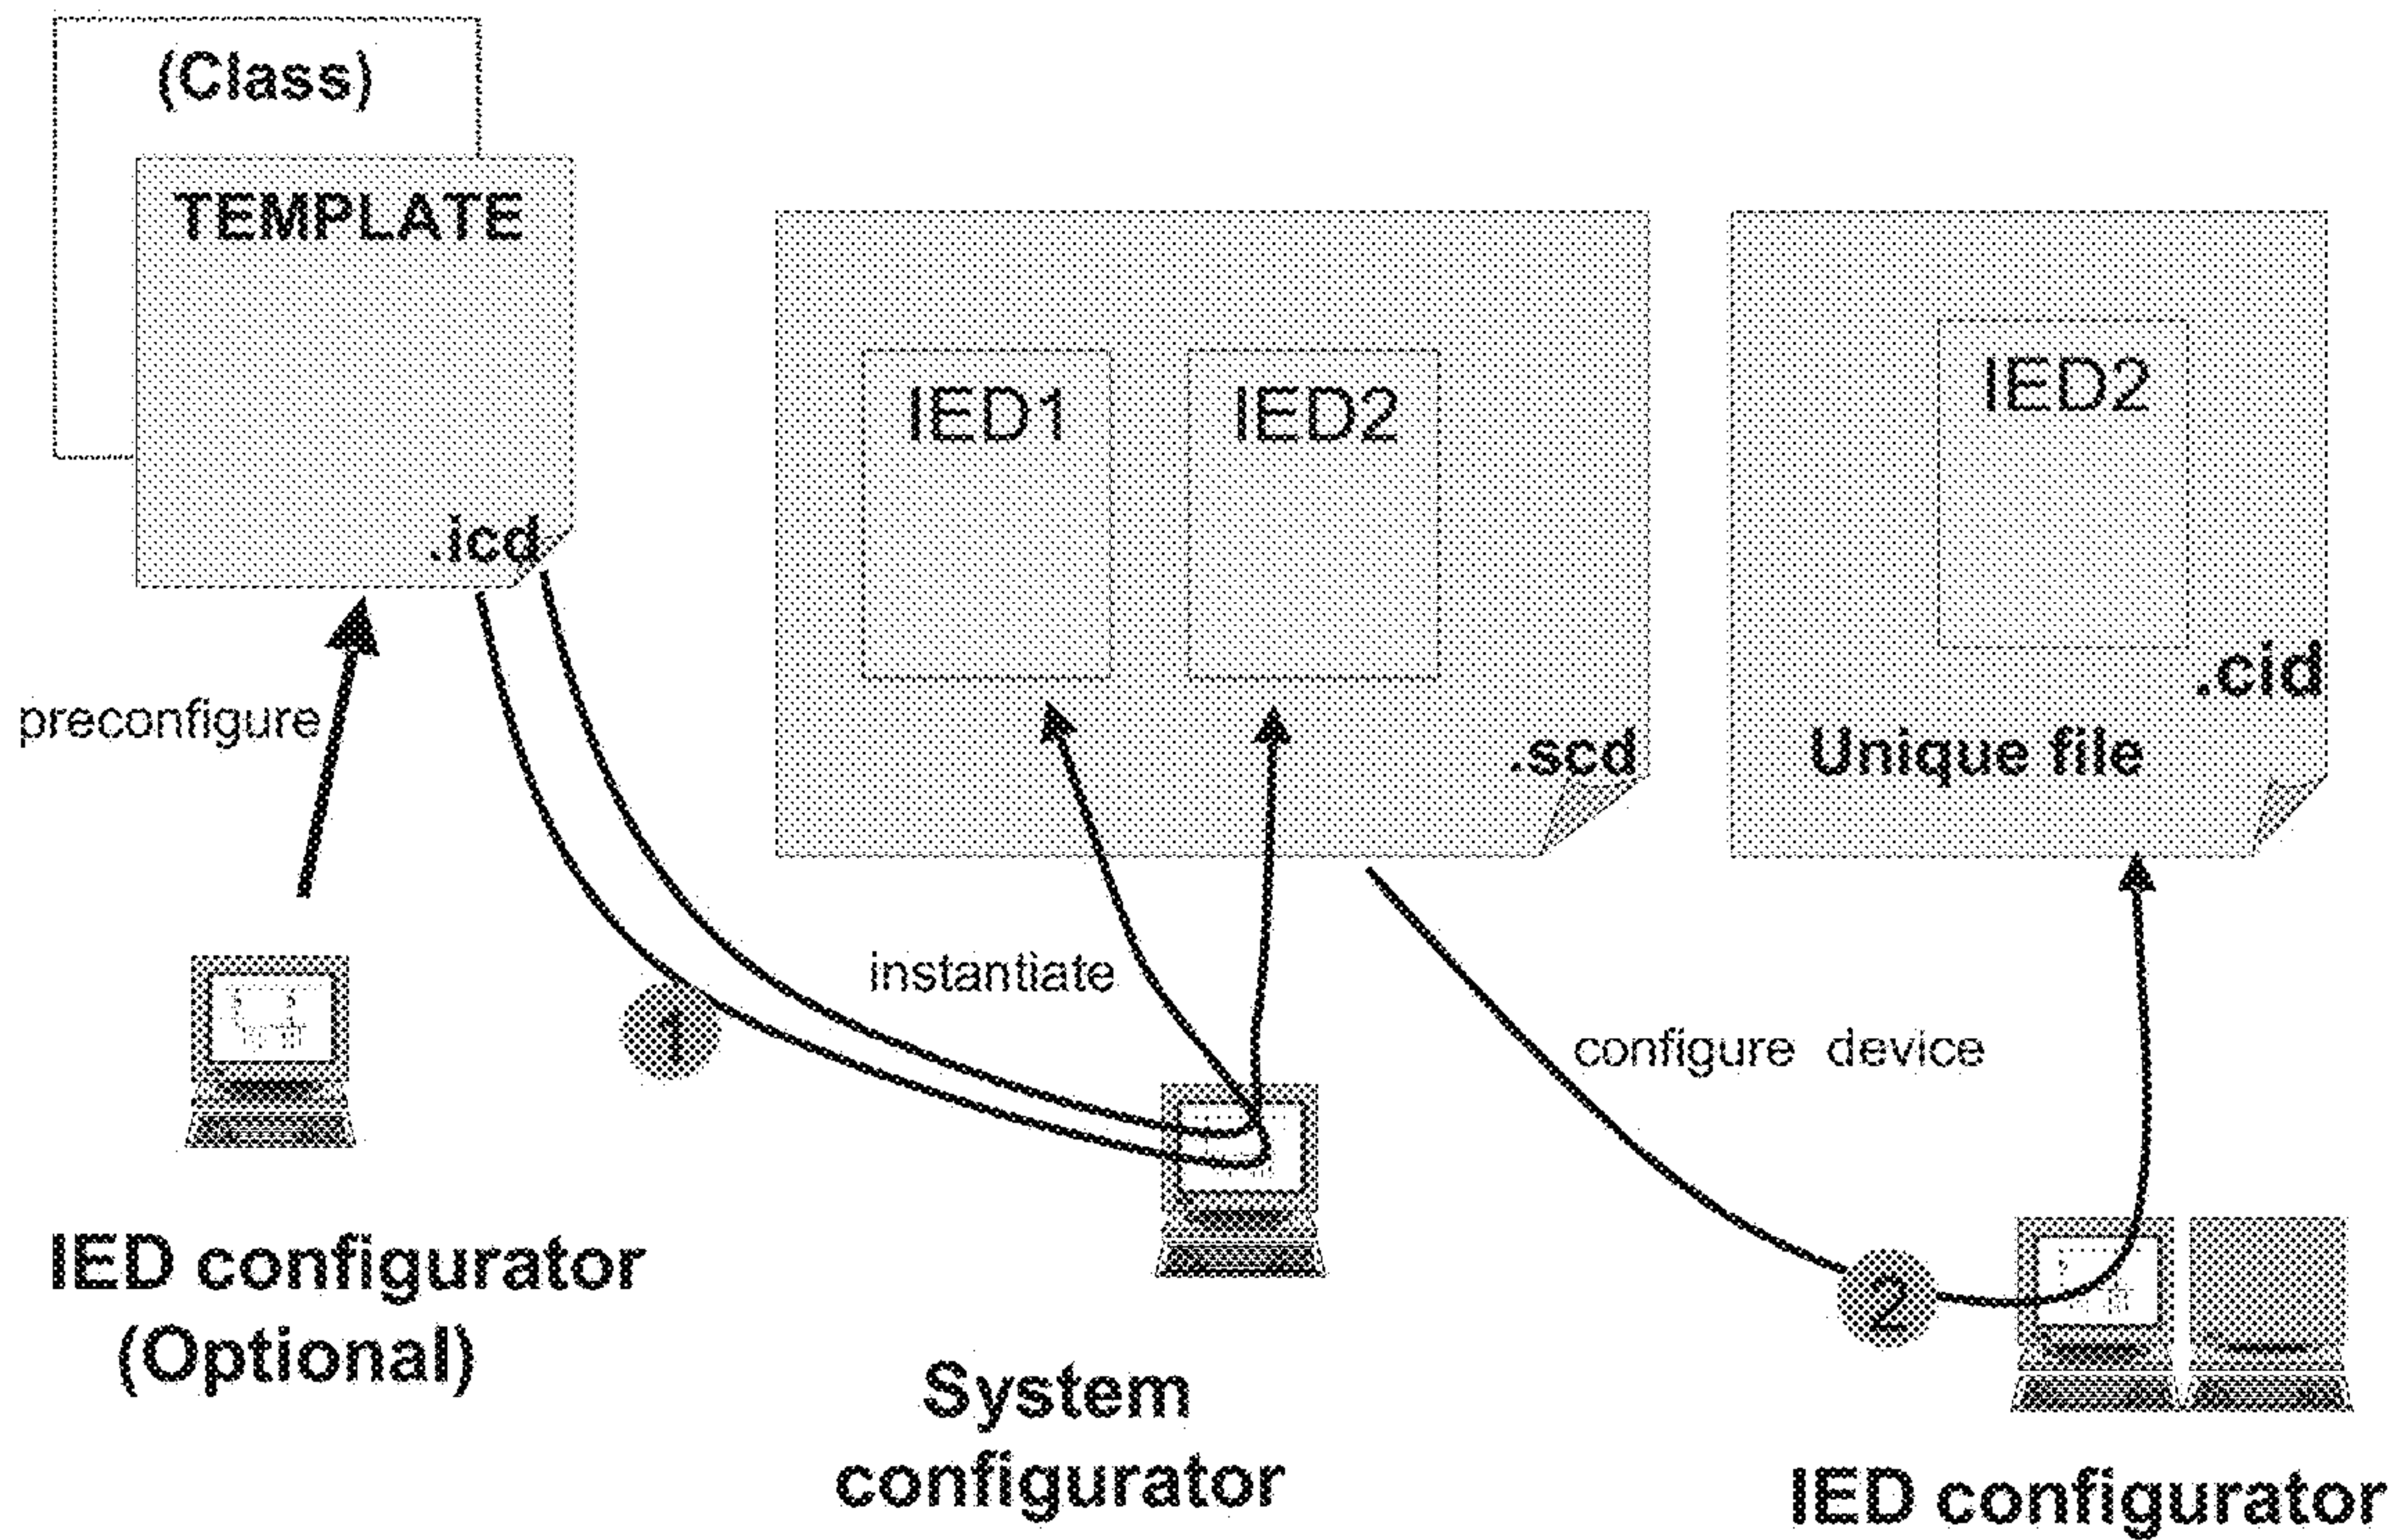 (Class)
TEMPLATE
.icd
preconfigure
IED configurator
(Optional)
1
instantiate
IED1
IED2
.scd
System
configurator
configure device
2
IED2
.cid
Unique file
IED configurator